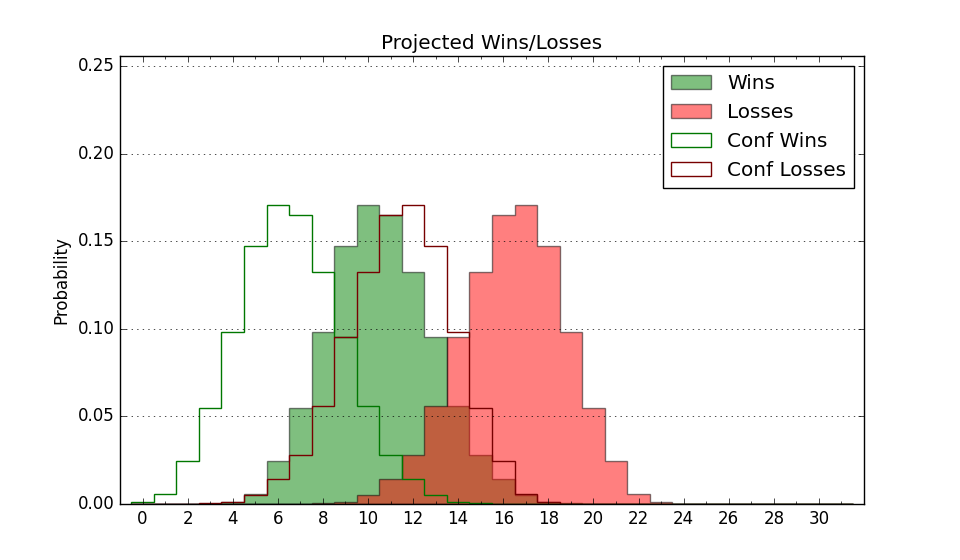 Projected Wins/Losses
0.25
0.20
0.15
0.10
0.05
0.00
Probability
Wins
Losses
Conf Wins
Conf Losses
0 2 4 6 8 10 12 14 16 18 20 22 24 26 28 30